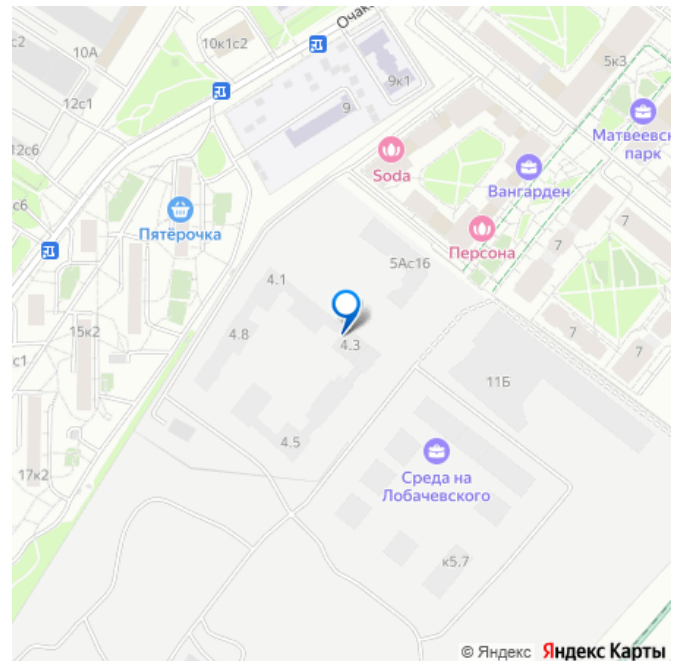 с2
10А
10к1с2
Очак
5к3
12с1
9к1
9
Матвеевск
парк
12с6
Soda
Вангарден
с6
Пятёрочка
Персона
7
7
5Ас16
4.1
4.8
4.3
7
7
15к2
с1
11Б
4.5
Среда на
Лобачевского
17к2
к5.7
© Яндекс Яндекс Карты